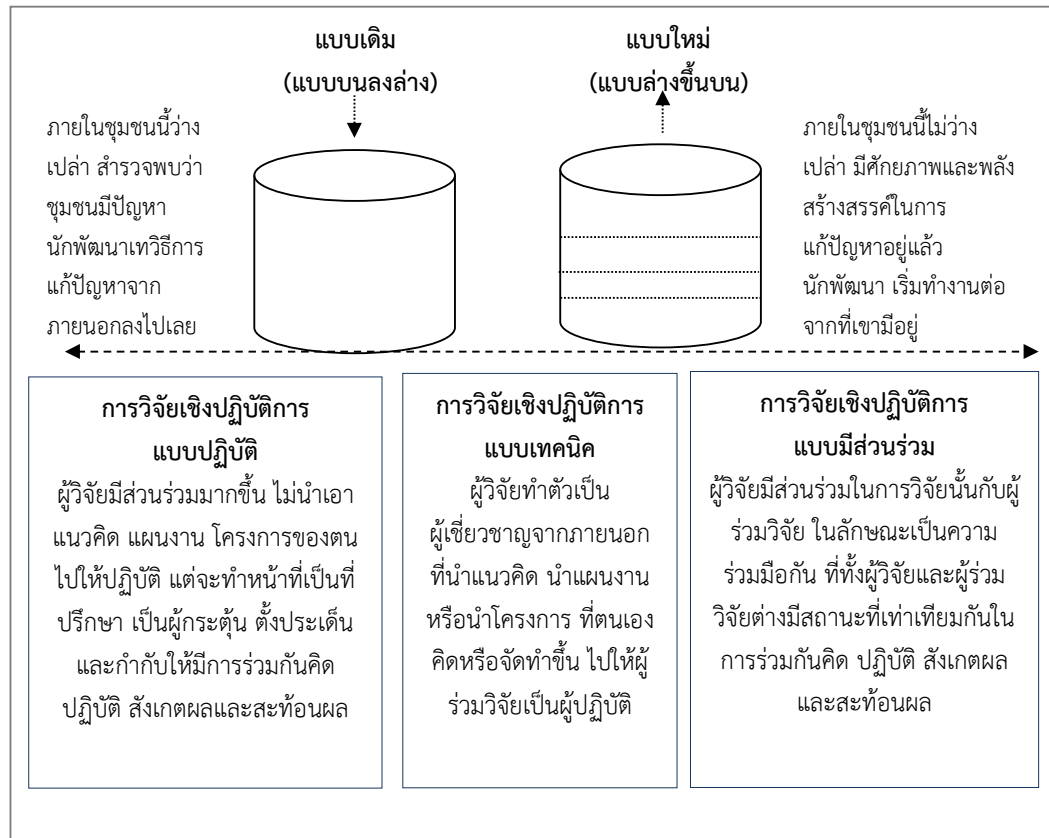 แบบเดิม
(แบบบนลงล่าง)
แบบใหม่
(แบบล่างขึ้นบน)
ภายในชุมชนนี้ว่าง
เปล่า สำรวจพบว่า
ชุมชนมีปัญหา
นักพัฒนาเทวิธีการ
แก้ปัญหาจาก
ภายนอกลงไปเลย
ภายในชุมชนนี้ไม่ว่าง
เปล่า มีศักยภาพและพลัง
สร้างสรรค์ในการ
แก้ปัญหาอยู่แล้ว
นักพัฒนา เริ่มทำงานต่อ
จากที่เขามีอยู่
การวิจัยเชิงปฏิบัติการ
แบบปฏิบัติ
ผู้วิจัยมีส่วนร่วมมากขึ้น ไม่นำเอา
แนวคิด แผนงาน โครงการของตน
ไปให้ปฏิบัติ แต่จะทำหน้าที่เป็นที่
ปรึกษา เป็นผู้กระตุ้น ตั้งประเด็น
และกำกับให้มีการร่วมกันคิด
ปฏิบัติ สังเกตผลและสะท้อนผล
การวิจัยเชิงปฏิบัติการ
แบบเทคนิค
ผู้วิจัยทำตัวเป็น
ผู้เชี่ยวชาญจากภายนอก
ที่นำแนวคิด นำแผนงาน
หรือนำโครงการ ที่ตนเอง
คิดหรือจัดทำขึ้น ไปให้ผู้
ร่วมวิจัยเป็นผู้ปฏิบัติ
การวิจัยเชิงปฏิบัติการ
แบบมีส่วนร่วม
ผู้วิจัยมีส่วนร่วมในการวิจัยนั้นกับผู้
ร่วมวิจัย ในลักษณะเป็นความ
ร่วมมือกัน ที่ทั้งผู้วิจัยและผู้ร่วม
วิจัยต่างมีสถานะที่เท่าเทียมกันใน
การร่วมกันคิด ปฏิบัติ สังเกตผล
และสะท้อนผล